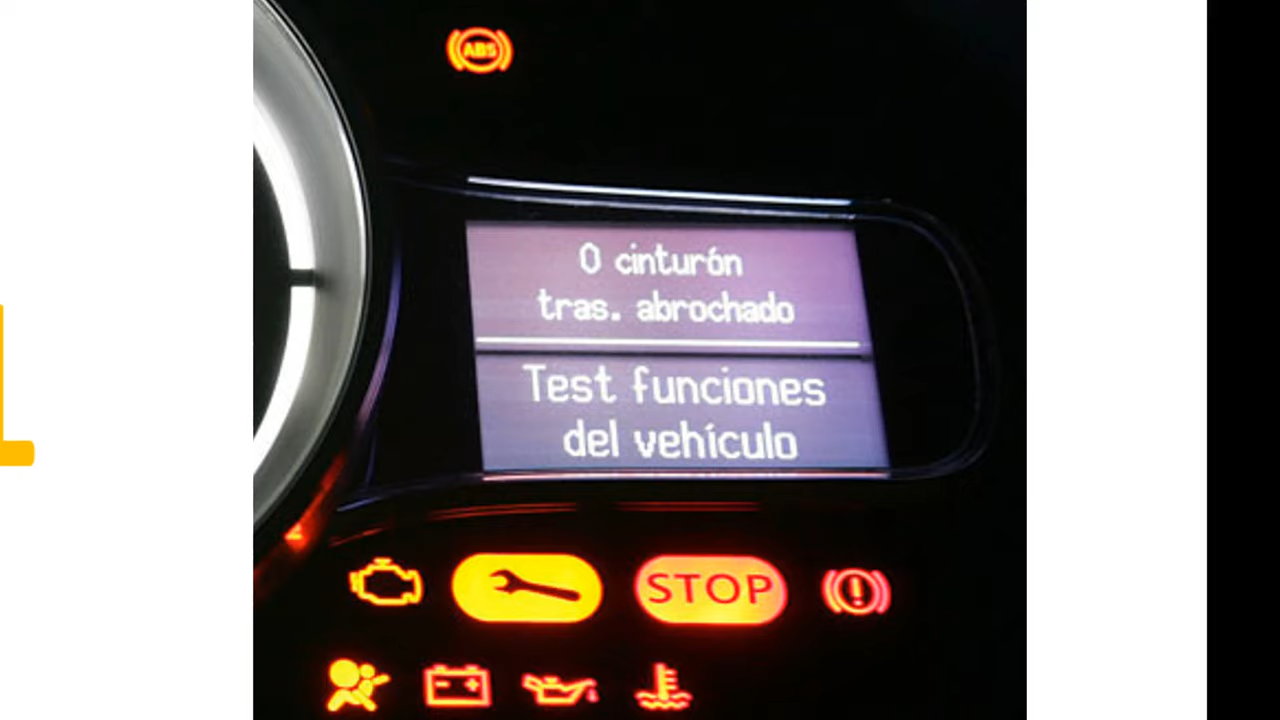 ABS
0 cinturón
tras. abrochado
Test funciones
del vehículo
STOP